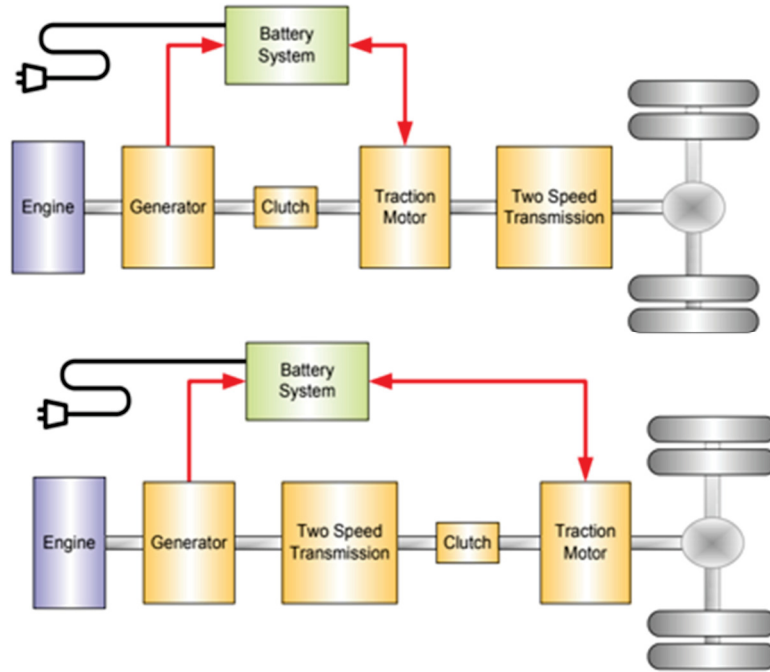 Battery
System
Engine
Generator
Clutch
Traction
Motor
Two Speed
Transmission
Battery
System
Engine
Generator
Two Speed
Transmission
Clutch
Traction
Motor